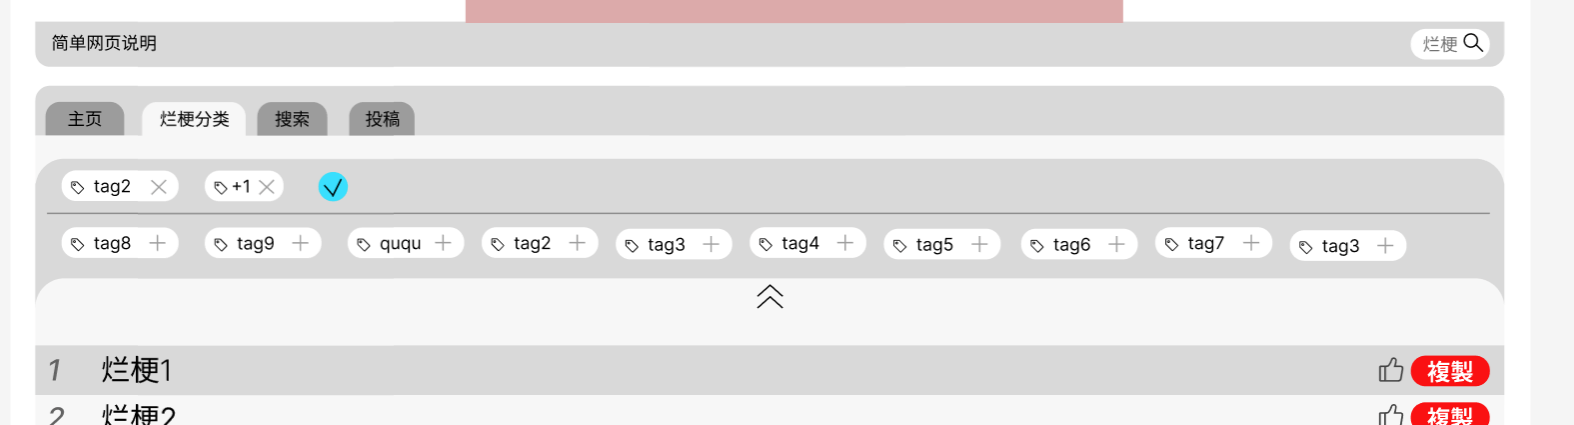 简单网页说明 烂梗
主页 烂梗分类 搜索 投稿
tag2 +1
tag8 tag9 ququ tag2 tag3 tag4 tag5 tag6 tag7 tag3
1 烂梗1 複製
2 烂梗2 複製